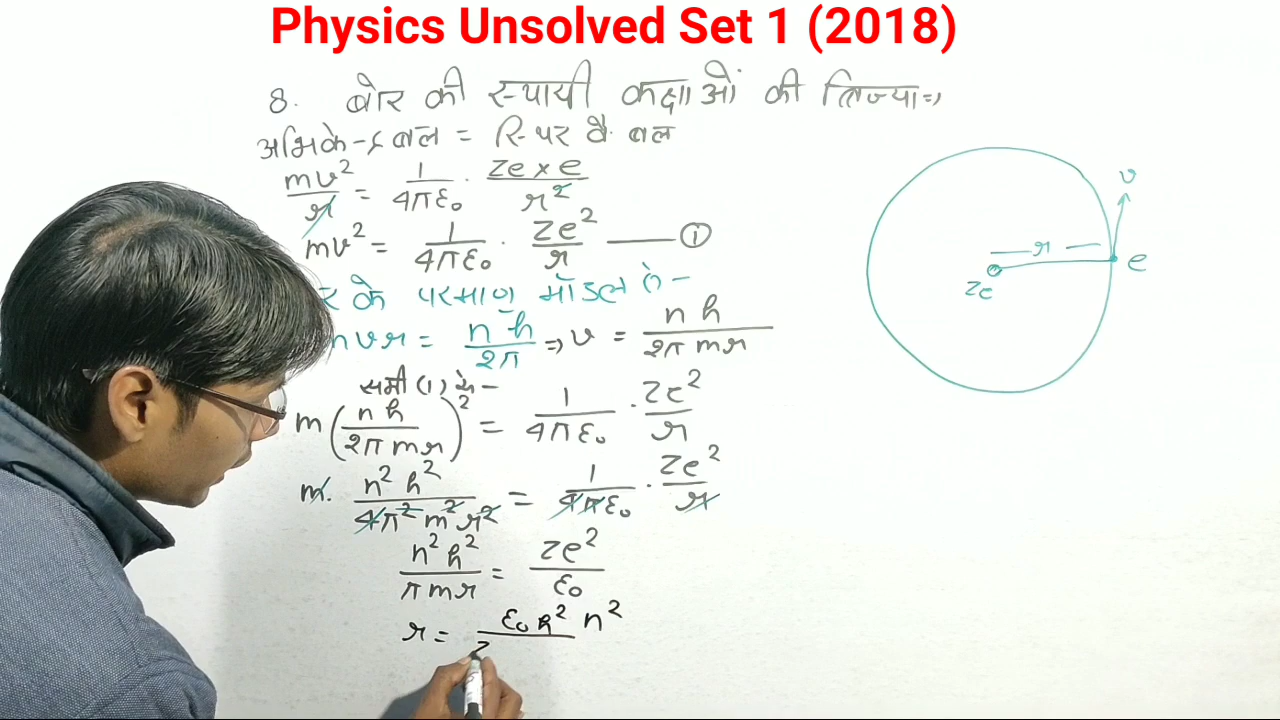 Physics Unsolved Set 1 (2018)
8. बोर की स्थायी कक्षाओं की त्रिज्या⇒
अभिकेन्द्र बल = स्थिर वै बल
mv²/r = 1/4πε₀ · Ze × e/r²
mv² = 1/4πε₀ · Ze²/r —— ①
र के परमाणु मॉडल से -
mvr = nh/2π ⇒ v = nh/2πmr
समी (1) से -
m(nh/2πmr)² = 1/4πε₀ · Ze²/r
m. n²h²/4π²m²r² = 1/4πε₀ · Ze²/r
n²h²/πmr = Ze²/ε₀
r = ε₀h² n²
v
r
e
Ze